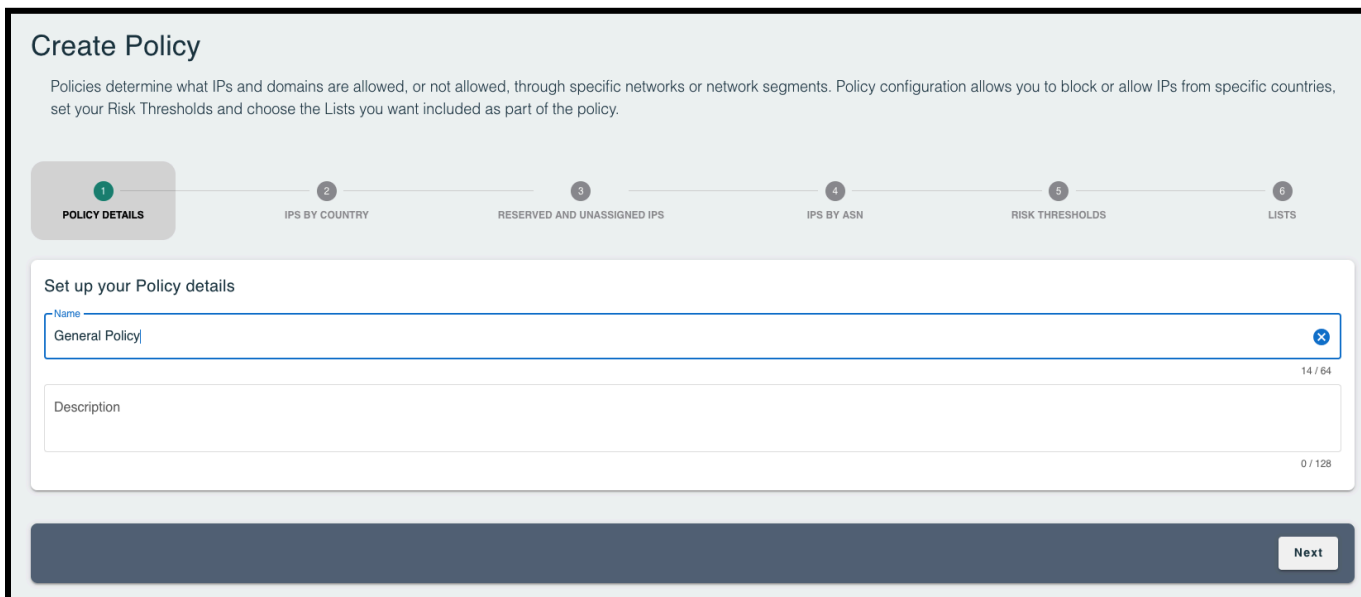 Create Policy
Policies determine what IPs and domains are allowed, or not allowed, through specific networks or network segments. Policy configuration allows you to block or allow IPs from specific countries,
set your Risk Thresholds and choose the Lists you want included as part of the policy.
1 2 3 4 5 6
POLICY DETAILS IPS BY COUNTRY RESERVED AND UNASSIGNED IPS IPS BY ASN RISK THRESHOLDS LISTS
Set up your Policy details
Name
General Policy
14 / 64
Description
0 / 128
Next